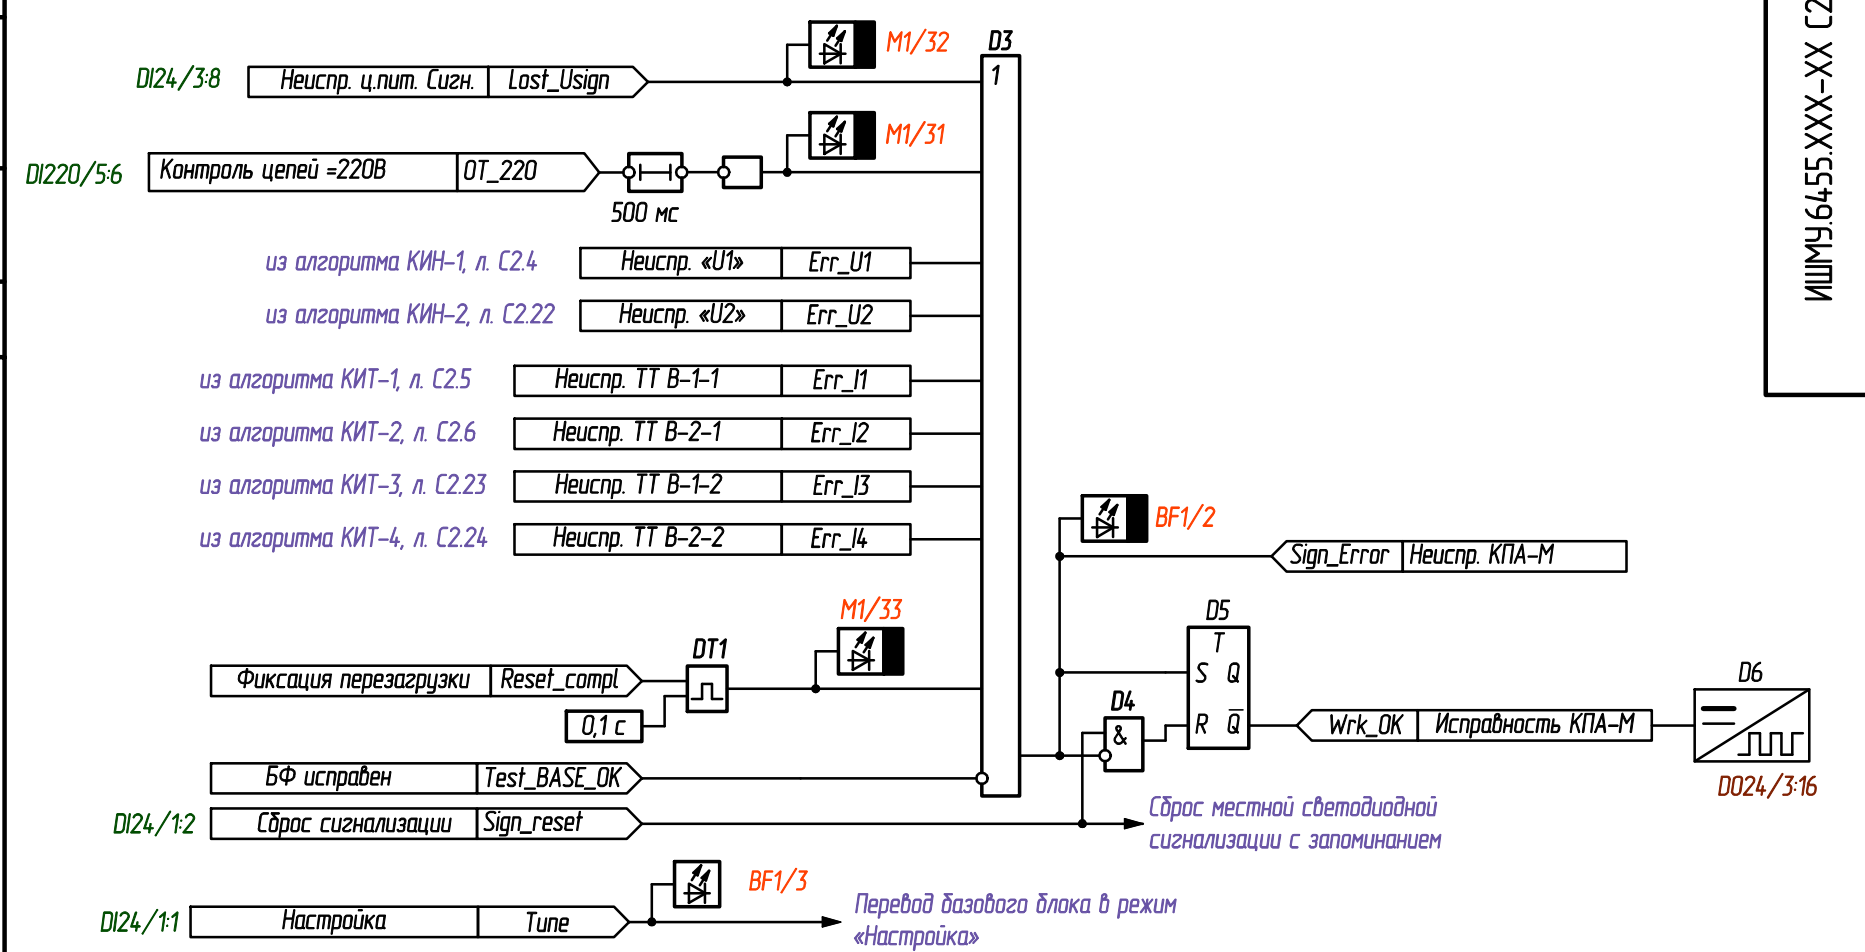 M1/32
D3
DI24/3:8
Неиспр. ц.пит. Сигн.
Lost_Usign
1
M1/31
DI220/5:6
Контроль цепей =220В
OT_220
500 мс
из алгоритма КИН-1, л. С2.4
Неиспр. «U1»
Err_U1
из алгоритма КИН-2, л. С2.22
Неиспр. «U2»
Err_U2
из алгоритма КИТ-1, л. С2.5
Неиспр. ТТ В-1-1
Err_I1
из алгоритма КИТ-2, л. С2.6
Неиспр. ТТ В-2-1
Err_I2
из алгоритма КИТ-3, л. С2.23
Неиспр. ТТ В-1-2
Err_I3
из алгоритма КИТ-4, л. С2.24
Неиспр. ТТ В-2-2
Err_I4
BF1/2
Sign_Error
Неиспр. КПА-М
M1/33
DT1
Фиксация перезагрузки
Reset_compl
0,1 с
D5
T
S Q
R Q̅
D4
&
Wrk_OK
Исправность КПА-М
D6
DO24/3:16
БФ исправен
Test_BASE_OK
DI24/1:2
Сброс сигнализации
Sign_reset
Сброс местной светодиодной
сигнализации с запоминанием
BF1/3
DI24/1:1
Настройка
Tune
Перевод базового блока в режим
«Настройка»
ИШМУ.6455.XXX-XX С2